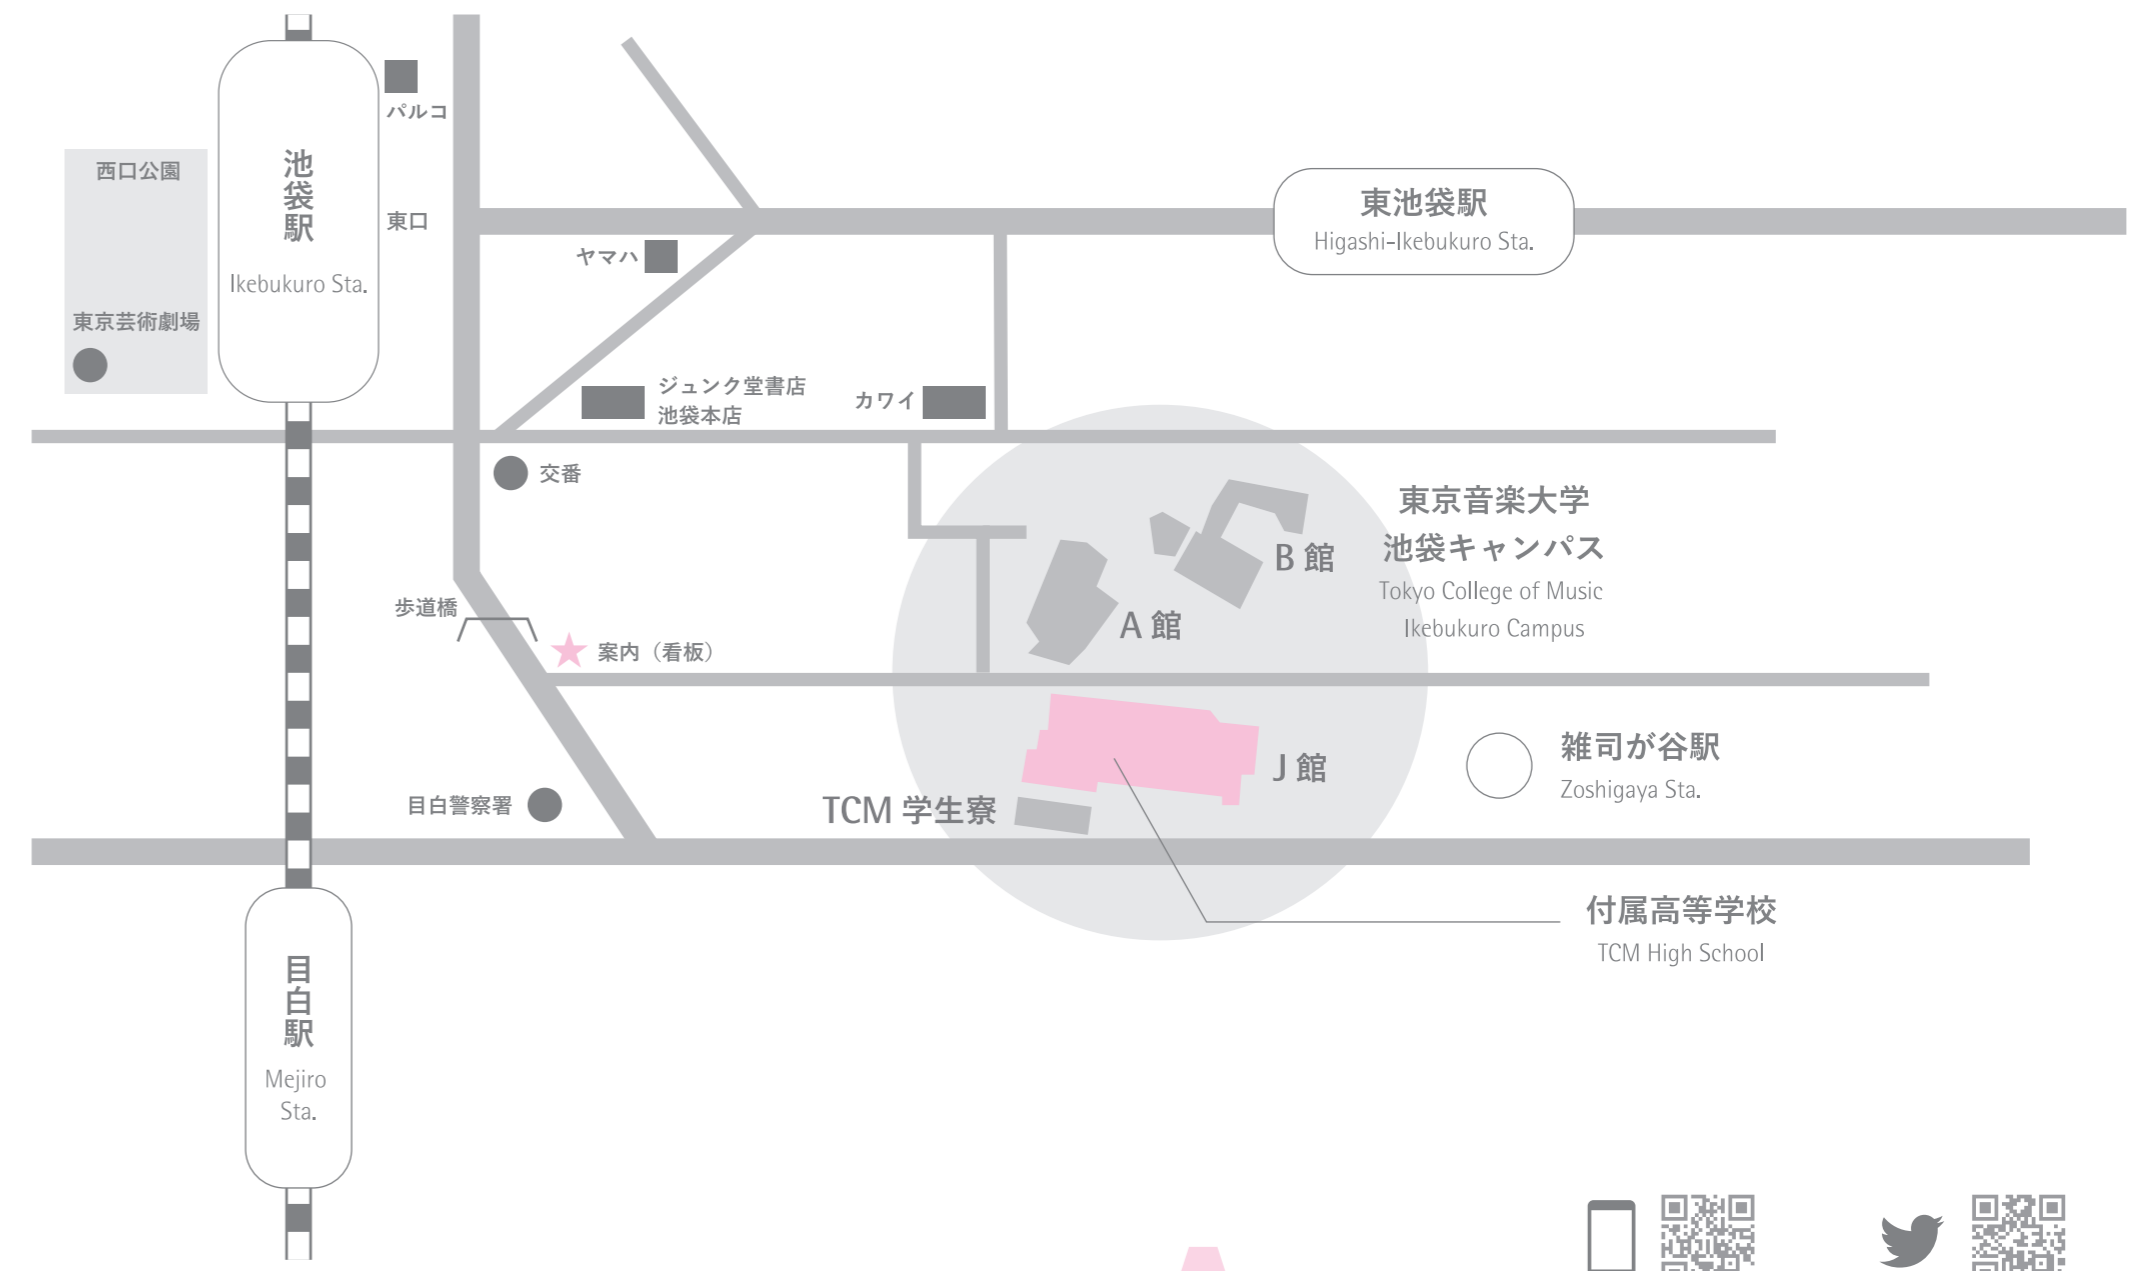 パルコ
西口公園
池袋駅
Ikebukuro Sta.
東口
東京芸術劇場
東池袋駅
Higashi-Ikebukuro Sta.
ヤマハ
ジュンク堂書店
池袋本店
カワイ
交番
東京音楽大学
池袋キャンパス
Tokyo College of Music
Ikebukuro Campus
B 館
A 館
歩道橋
案内（看板）
J 館
雑司が谷駅
Zoshigaya Sta.
目白警察署
TCM 学生寮
付属高等学校
TCM High School
目白駅
Mejiro
Sta.